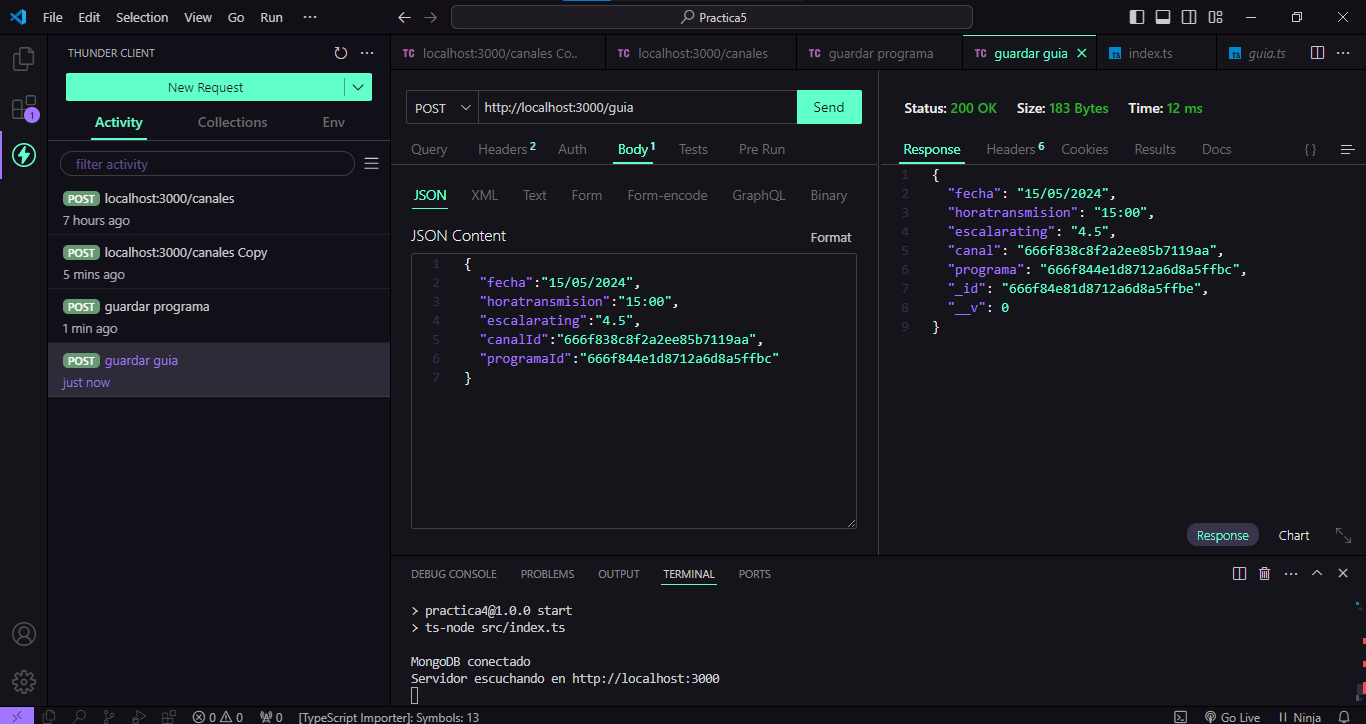 File Edit Selection View Go Run ··· Practica5
THUNDER CLIENT
New Request
Activity Collections Env
filter activity
POST localhost:3000/canales
7 hours ago
POST localhost:3000/canales Copy
5 mins ago
POST guardar programa
1 min ago
POST guardar guia
just now
1
TC localhost:3000/canales Co.. TC localhost:3000/canales TC guardar programa TC guardar guia TS index.ts TS guia.ts
POST http://localhost:3000/guia Send
Query Headers 2 Auth Body 1 Tests Pre Run
JSON XML Text Form Form-encode GraphQL Binary
JSON Content Format
1 {
2 "fecha":"15/05/2024",
3 "horatransmision":"15:00",
4 "escalarating":"4.5",
5 "canalId":"666f838c8f2a2ee85b7119aa",
6 "programaId":"666f844e1d8712a6d8a5ffbc"
7 }
Status: 200 OK Size: 183 Bytes Time: 12 ms
Response Headers 6 Cookies Results Docs { }
1 {
2 "fecha": "15/05/2024",
3 "horatransmision": "15:00",
4 "escalarating": "4.5",
5 "canal": "666f838c8f2a2ee85b7119aa",
6 "programa": "666f844e1d8712a6d8a5ffbc",
7 "_id": "666f84e81d8712a6d8a5ffbe",
8 "__v": 0
9 }
Response Chart
DEBUG CONSOLE PROBLEMS OUTPUT TERMINAL PORTS
> practica4@1.0.0 start
> ts-node src/index.ts
MongoDB conectado
Servidor escuchando en http://localhost:3000
0 0 0 [TypeScript Importer]: Symbols: 13 Go Live Ninja